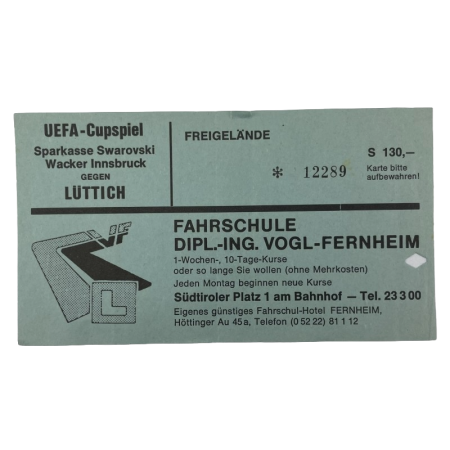 UEFA-Cupspiel
Sparkasse Swarovski
Wacker Innsbruck
GEGEN
LÜTTICH
FREIGELÄNDE
* 12289
S 130,—
Karte bitte
aufbewahren!
VF
L
FAHRSCHULE
DIPL.-ING. VOGL-FERNHEIM
1-Wochen-, 10-Tage-Kurse
oder so lange Sie wollen (ohne Mehrkosten)
Jeden Montag beginnen neue Kurse
Südtiroler Platz 1 am Bahnhof — Tel. 23 3 00
Eigenes günstiges Fahrschul-Hotel FERNHEIM,
Höttinger Au 45 a, Telefon (0 52 22) 81 1 12